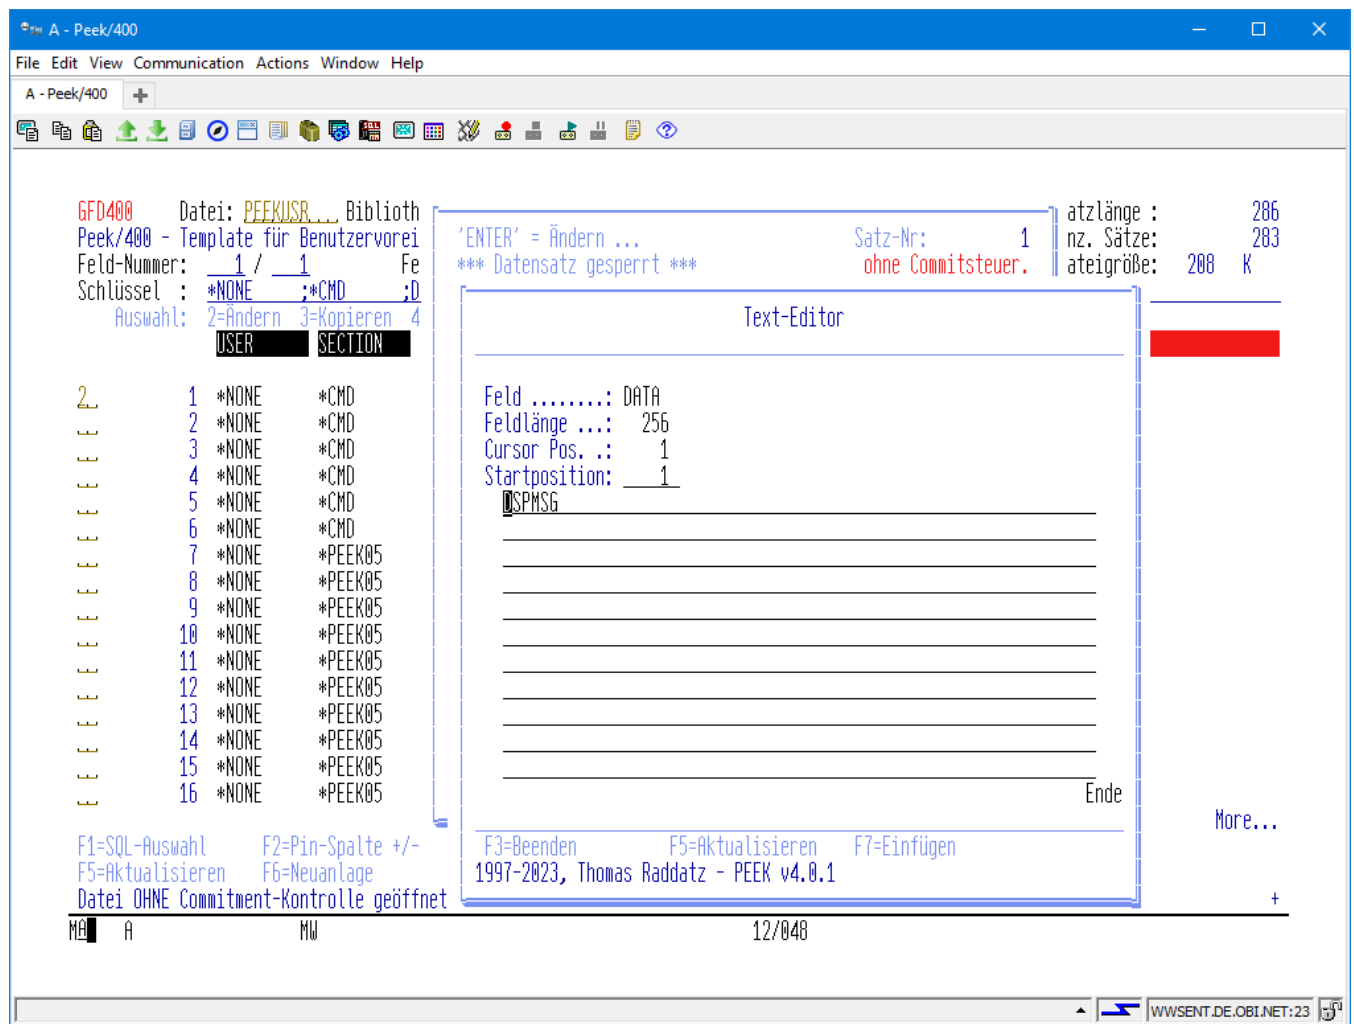 A - Peek/400
File Edit View Communication Actions Window Help
A - Peek/400
GFD400 Datei: PEEKUSR Biblioth atzlänge : 286
Peek/400 - Template für Benutzervorei 'ENTER' = Ändern ... Satz-Nr: 1 nz. Sätze: 283
Feld-Nummer: 1 / 1 Fe *** Datensatz gesperrt *** ohne Commitsteuer. ateigröße: 208 K
Schlüssel : *NONE ;*CMD ;D
Auswahl: 2=Ändern 3=Kopieren 4 Text-Editor
USER SECTION
2 1 *NONE *CMD Feld ........: DATA
2 *NONE *CMD Feldlänge ...: 256
3 *NONE *CMD Cursor Pos. .: 1
4 *NONE *CMD Startposition: 1
5 *NONE *CMD DSPMSG
6 *NONE *CMD
7 *NONE *PEEK05
8 *NONE *PEEK05
9 *NONE *PEEK05
10 *NONE *PEEK05
11 *NONE *PEEK05
12 *NONE *PEEK05
13 *NONE *PEEK05
14 *NONE *PEEK05
15 *NONE *PEEK05
16 *NONE *PEEK05 Ende
More...
F1=SQL-Auswahl F2=Pin-Spalte +/- F3=Beenden F5=Aktualisieren F7=Einfügen
F5=Aktualisieren F6=Neuanlage 1997-2023, Thomas Raddatz - PEEK v4.0.1
Datei OHNE Commitment-Kontrolle geöffnet +
MA A MW 12/048
WWSENT.DE.OBI.NET:23